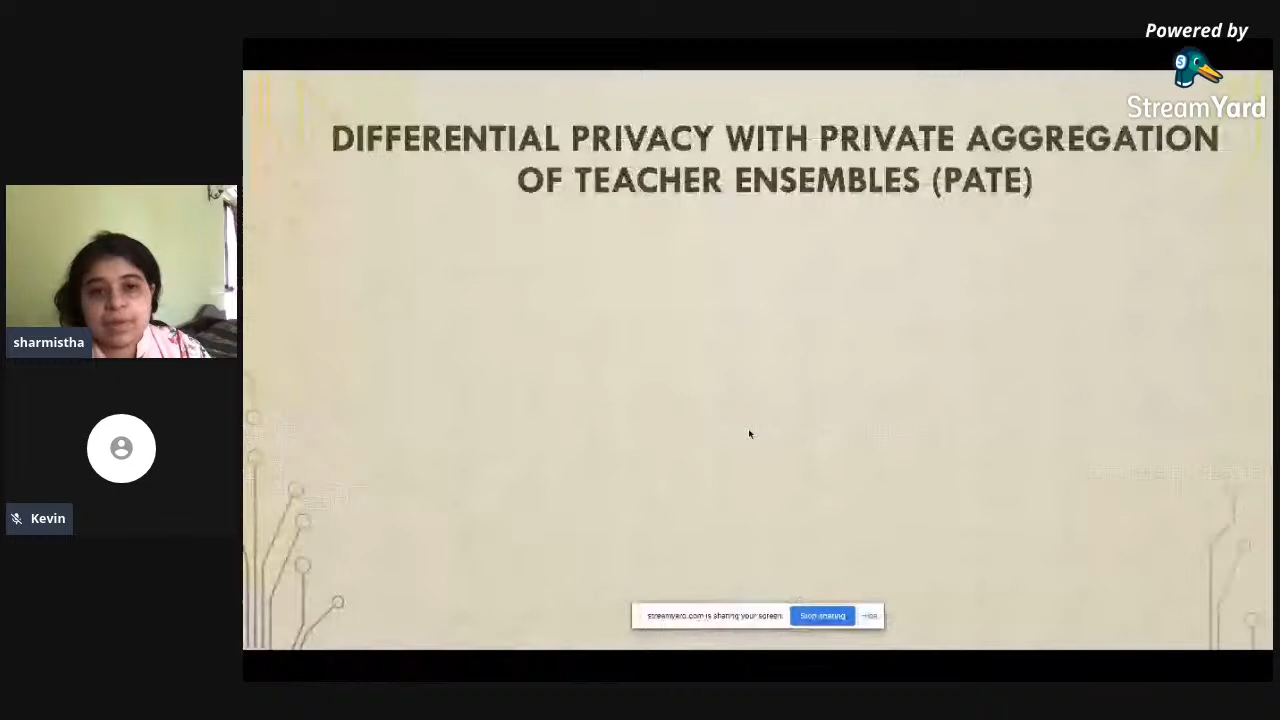 Powered by
StreamYard
DIFFERENTIAL PRIVACY WITH PRIVATE AGGREGATION
OF TEACHER ENSEMBLES (PATE)
sharmistha
Kevin
streamyard.com is sharing your screen.
Stop sharing
Hide